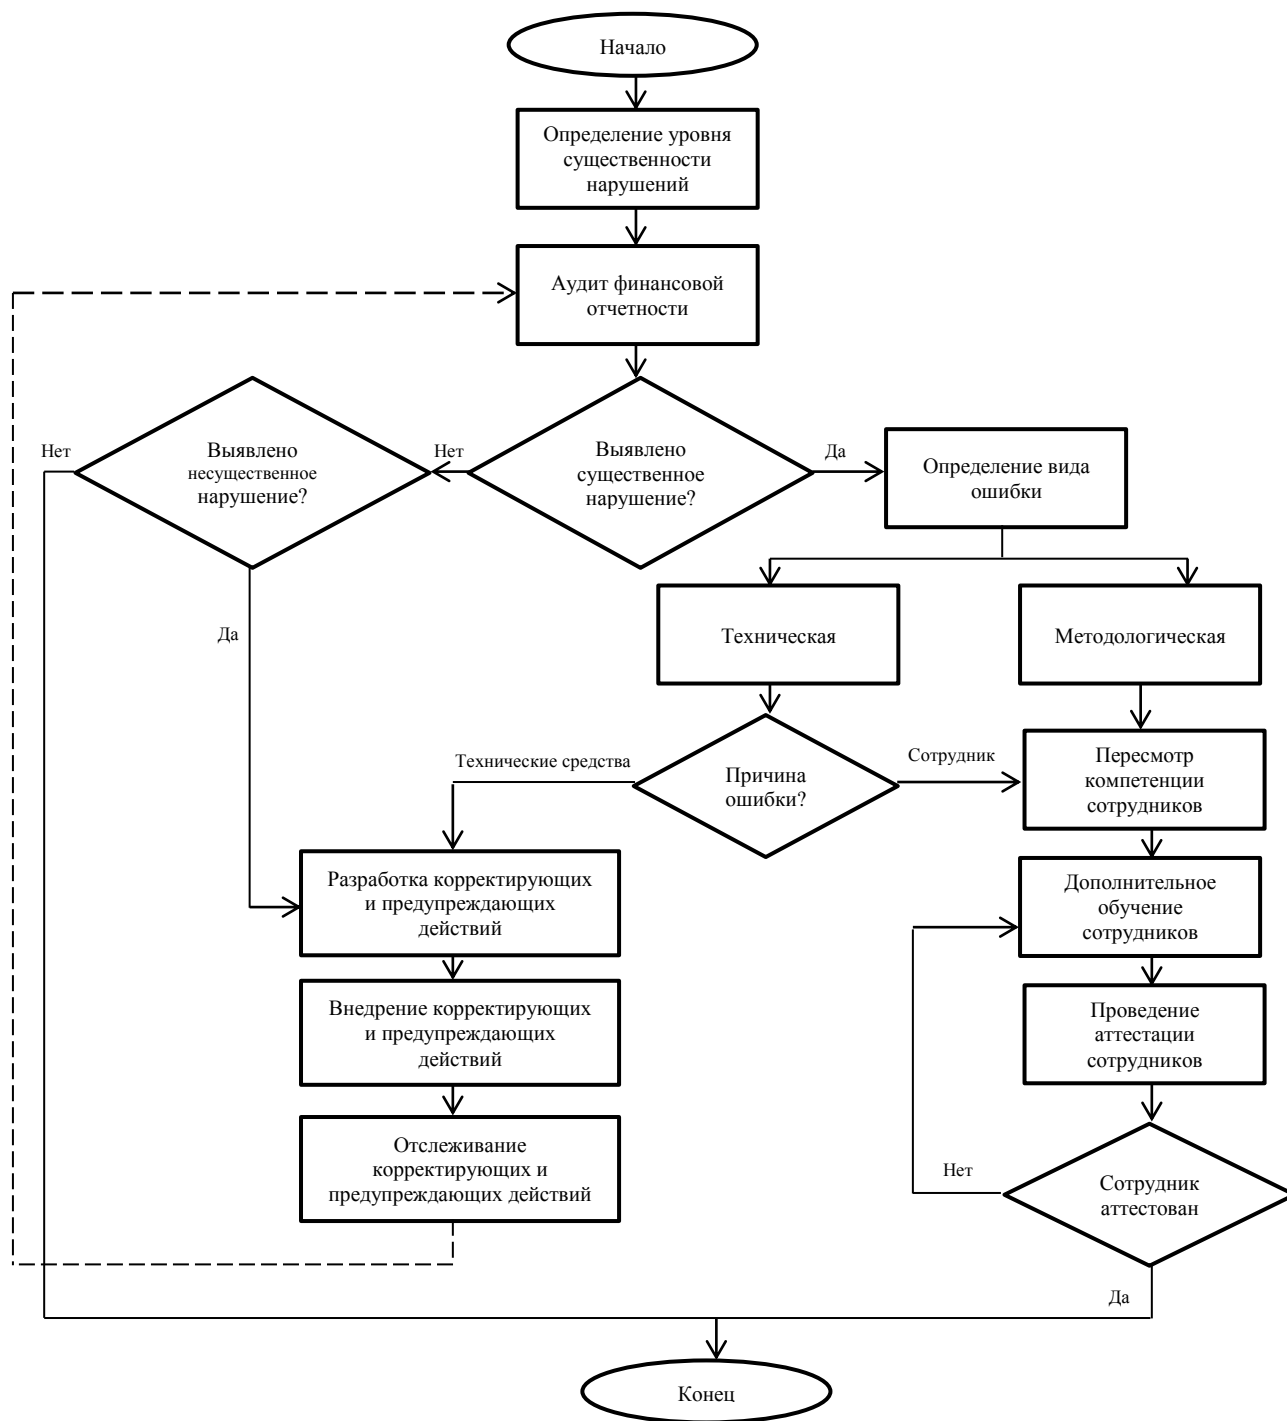 Начало
Определение уровня
существенности
нарушений
Аудит финансовой
отчетности
Нет
Выявлено
несущественное
нарушение?
Нет
Выявлено
существенное
нарушение?
Да
Определение вида
ошибки
Да
Техническая
Методологическая
Технические средства
Причина
ошибки?
Сотрудник
Пересмотр
компетенции
сотрудников
Разработка корректирующих
и предупреждающих
действий
Дополнительное
обучение
сотрудников
Внедрение корректирующих
и предупреждающих
действий
Проведение
аттестации
сотрудников
Отслеживание
корректирующих и
предупреждающих действий
Нет
Сотрудник
аттестован
Да
Конец